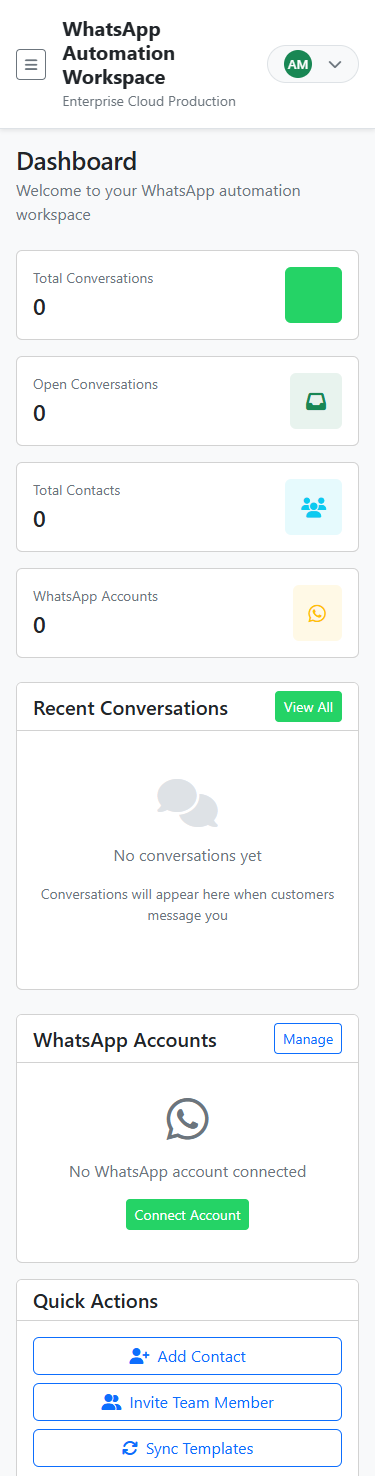 WhatsApp
Automation
Workspace
Enterprise Cloud Production
AM
Dashboard
Welcome to your WhatsApp automation
workspace
Total Conversations
0
Open Conversations
0
Total Contacts
0
WhatsApp Accounts
0
Recent Conversations
View All
No conversations yet
Conversations will appear here when customers
message you
WhatsApp Accounts
Manage
No WhatsApp account connected
Connect Account
Quick Actions
Add Contact
Invite Team Member
Sync Templates